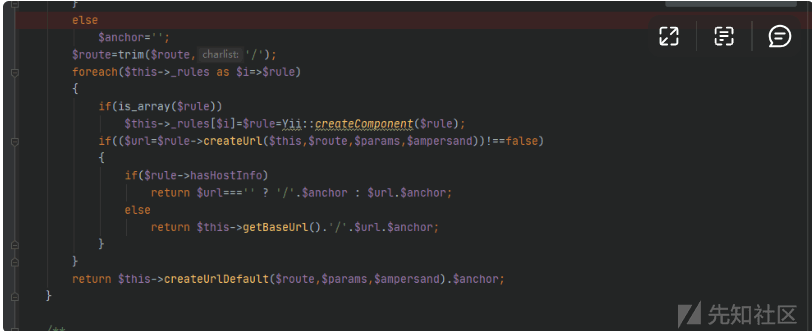 }
else
$anchor='';
$route=trim($route, charlist: '/');
foreach($this->_rules as $i=>$rule)
{
if(is_array($rule))
$this->_rules[$i]=$rule=Yii::createComponent($rule);
if(($url=$rule->createUrl($this,$route,$params,$ampersand))!==false)
{
if($rule->hasHostInfo)
return $url==='' ? '/'.$anchor : $url.$anchor;
else
return $this->getBaseUrl().'/'.$url.$anchor;
}
}
return $this->createUrlDefault($route,$params,$ampersand).$anchor;
}
/**
先知社区